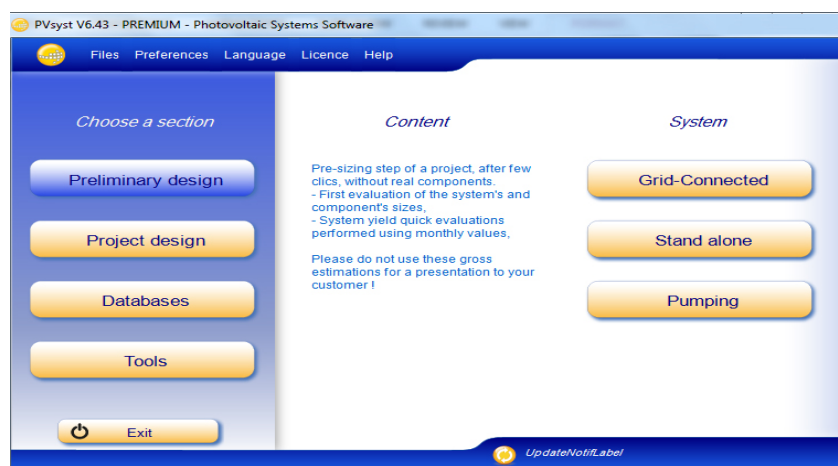 PVsyst V6.43 - PREMIUM - Photovoltaic Systems Software
Files Preferences Language Licence Help
Choose a section
Preliminary design
Project design
Databases
Tools
Exit
Content
Pre-sizing step of a project, after few
clics, without real components.
- First evaluation of the system's and
component's sizes,
- System yield quick evaluations
performed using monthly values,
Please do not use these gross
estimations for a presentation to your
customer !
System
Grid-Connected
Stand alone
Pumping
UpdateNotifLabel